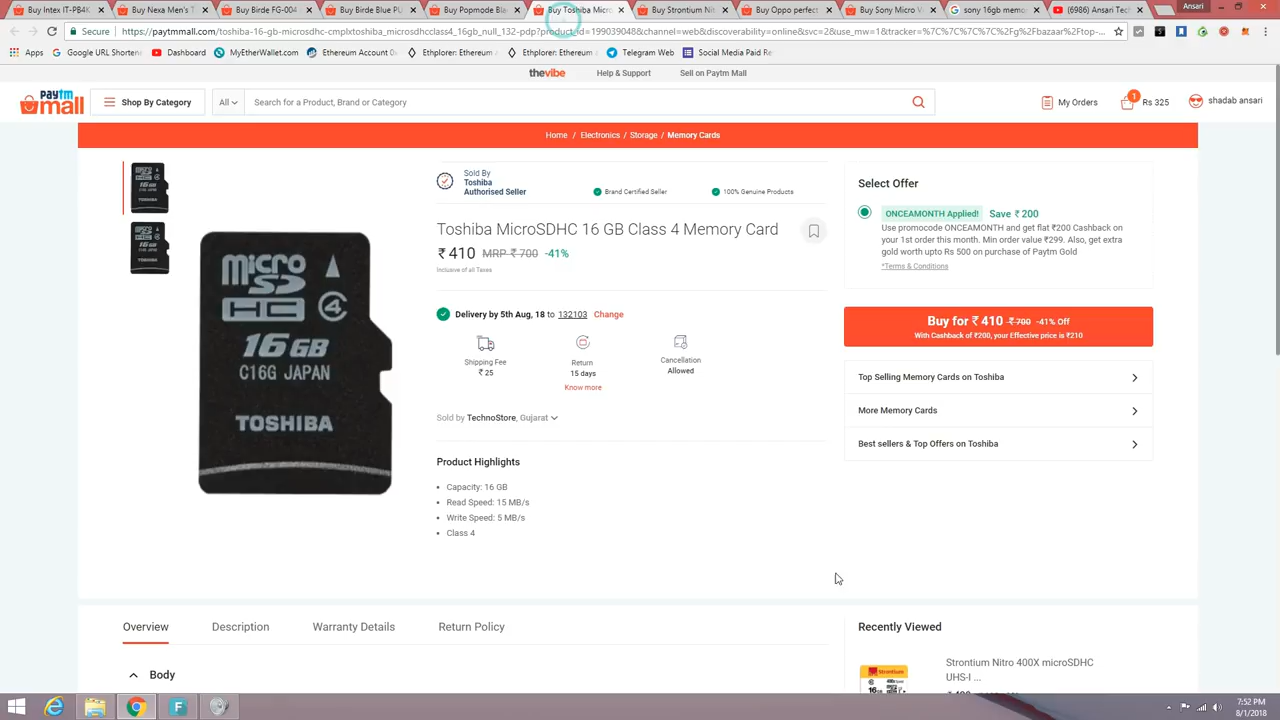 Buy Intex IT-PB4K
Buy Nexa Men's T
Buy Birde FG-004
Buy Birde Blue PU
Buy Popmode Bla
Buy Toshiba Micr
Buy Strontium Nit
Buy Oppo perfect
Buy Sony Micro V
sony 16gb memo
(68) Ansari Tech
Ansari
Secure
https://paytmmall.com/toshiba-16-gb-microsdhc-cmplxtoshiba_microsdhcclass4_16gb_null_132-pdp?product_id=199039048&channel=web&discoverability=online&svc=2&use_mw=1&tracker=%7C%7C%7C%7C%2Fg%2Fbazaar%2Ftop-...
Apps
Google URL Shortene
Dashboard
MyEtherWallet.com
Etherplx/Ethereum Account
Ethplorer: Ethereum
Ethplorer: Ethereum
Telegram Web
Social Media Paid Re
thevibe
Help & Support
Sell on Paytm Mall
paytm
mall
Shop By Category
All
Search for a Product, Brand or Category
My Orders
1
Rs 325
shadab ansari
Home / Electronics / Storage / Memory Cards
Sold By
Toshiba
Authorised Seller
Brand Certified Seller
100% Genuine Products
Toshiba MicroSDHC 16 GB Class 4 Memory Card
₹ 410 MRP ₹ 700 -41%
Inclusive of all Taxes
Delivery by 5th Aug, 18 to 132103 Change
Shipping Fee
₹ 25
Return
15 days
Know more
Cancellation
Allowed
Sold by TechnoStore, Gujarat
Product Highlights
Capacity: 16 GB
Read Speed: 15 MB/s
Write Speed: 5 MB/s
Class 4
micro
SD
HC 4
16GB
C16G JAPAN
TOSHIBA
Select Offer
ONCEAMONTH Applied! Save ₹ 200
Use promocode ONCEAMONTH and get flat ₹200 Cashback on
your 1st order this month. Min order value ₹299. Also, get extra
gold worth upto Rs 500 on purchase of Paytm Gold
*Terms & Conditions
Buy for ₹ 410 ₹ 700 -41% Off
With Cashback of ₹200, your Effective price is ₹210
Top Selling Memory Cards on Toshiba
More Memory Cards
Best sellers & Top Offers on Toshiba
Overview
Description
Warranty Details
Return Policy
Body
Recently Viewed
Strontium Nitro 400X microSDHC
UHS-I ...
strontium
16GB
7:52 PM
8/1/2018